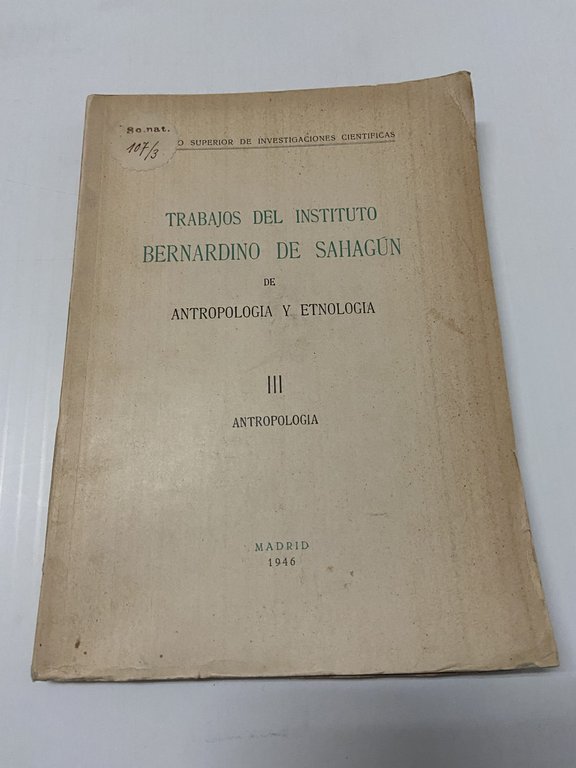 Sc. nat.
107/3
O SUPERIOR DE INVESTIGACIONES CIENTIFICAS
TRABAJOS DEL INSTITUTO
BERNARDINO DE SAHAGÚN
DE
ANTROPOLOGIA Y ETNOLOGIA
III
ANTROPOLOGIA
MADRID
1946